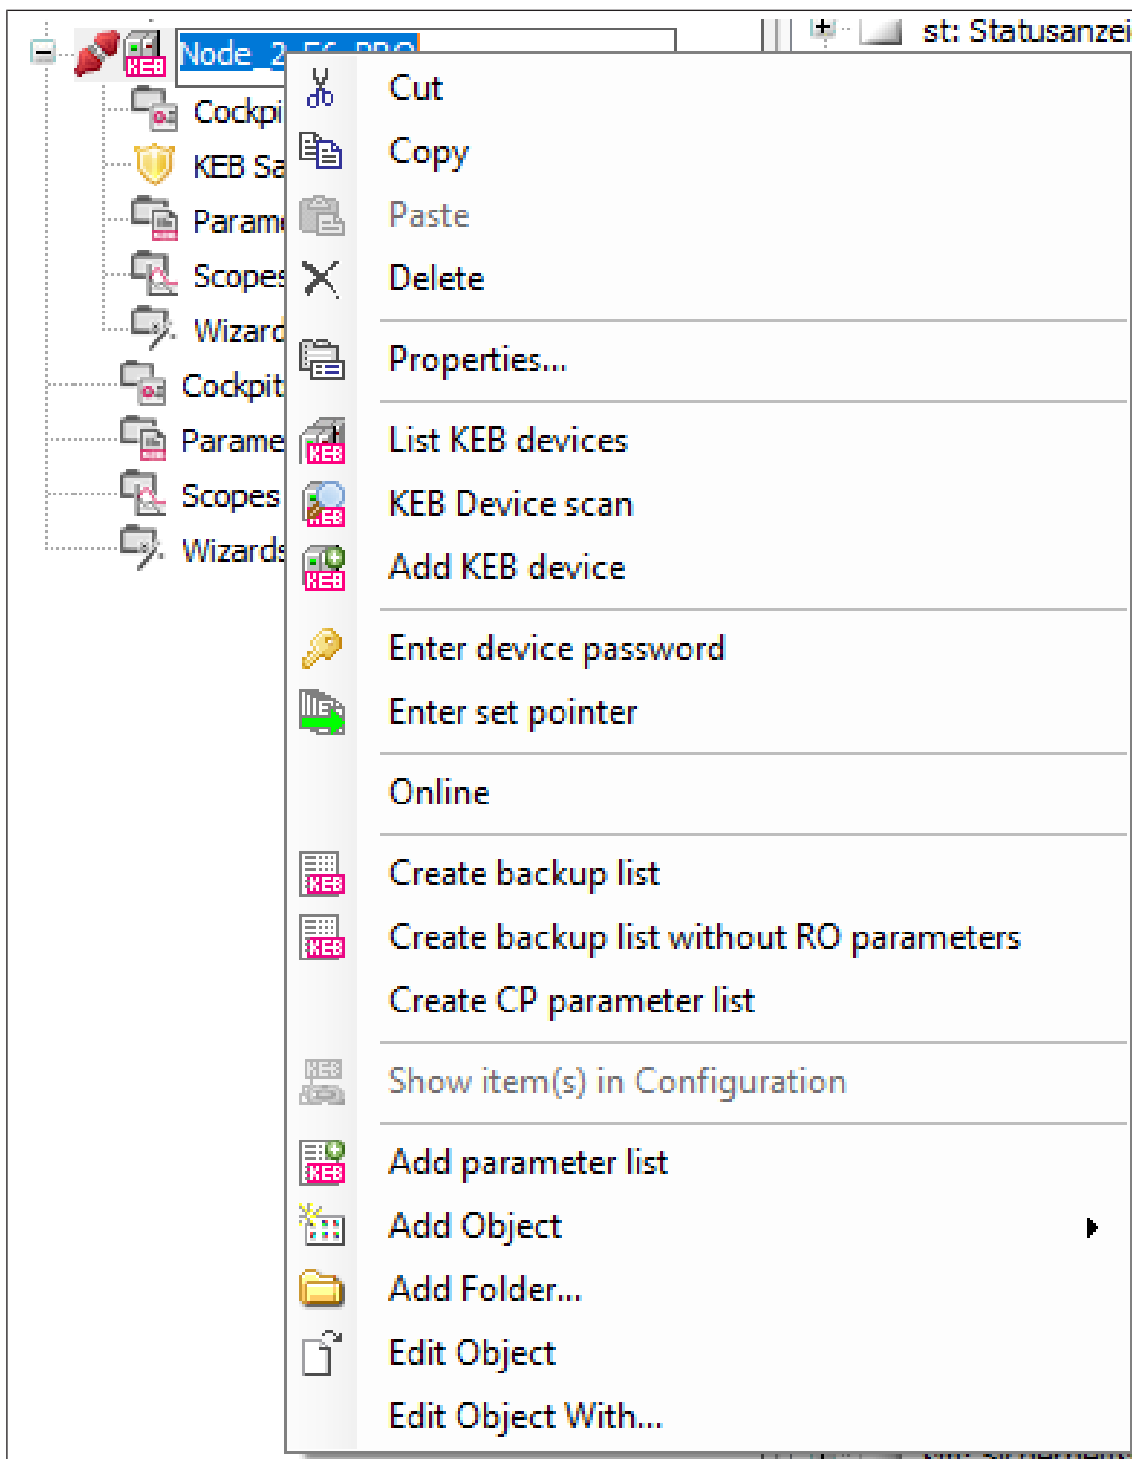 Node_2_F6_PRO
st: Statusanzei
Cockpi
KEB Sa
Param
Scopes
Wizard
Cockpit
Parame
Scopes
Wizards
Cut
Copy
Paste
Delete
Properties...
List KEB devices
KEB Device scan
Add KEB device
Enter device password
Enter set pointer
Online
Create backup list
Create backup list without RO parameters
Create CP parameter list
Show item(s) in Configuration
Add parameter list
Add Object
Add Folder...
Edit Object
Edit Object With...